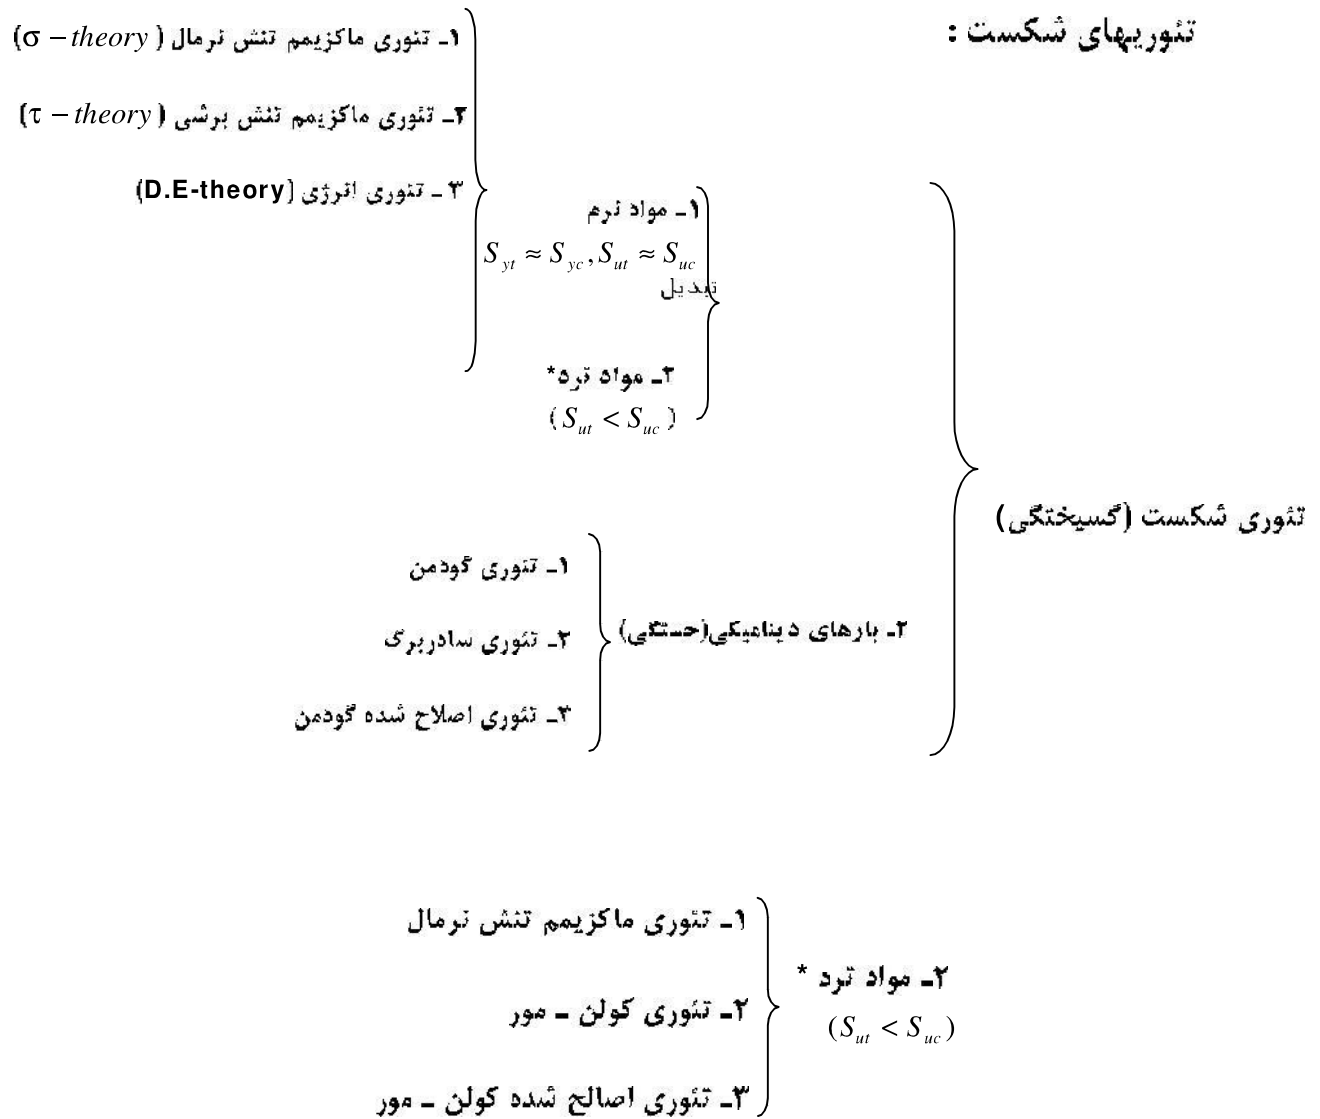 تئوریهای شکست :
۱ـ تئوری ماکزیمم تنش نرمال (σ – theory)
۲ـ تئوری ماکزیمم تنش برشی (τ – theory)
۳ ـ تئوری انرژی (D.E-theory)
۱ـ مواد نرم
S_yt ≈ S_yc , S_ut ≈ S_uc
تبدیل
۲ـ مواد ترد*
(S_ut < S_uc)
تئوری شکست (گسیختگی)
۲ـ بارهای دینامیکی(خستگی)
۱ـ تئوری گودمن
۲ـ تئوری سادربرگ
۳ـ تئوری اصلاح شده گودمن
۲ـ مواد ترد *
(S_ut < S_uc)
۱ـ تئوری ماکزیمم تنش نرمال
۲ـ تئوری کولن ـ مور
۳ـ تئوری اصالح شده کولن ـ مور